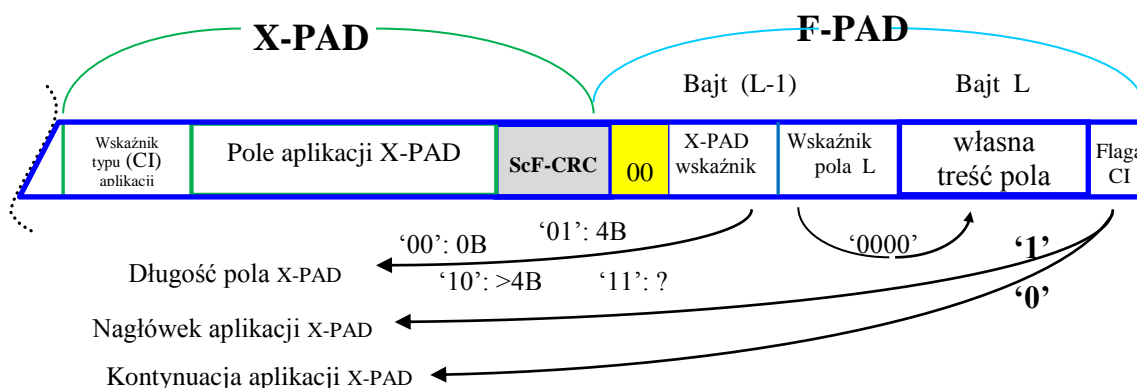 X-PAD
F-PAD
Bajt (L-1)
Bajt L
Wskaźnik
typu (CI)
aplikacji
Pole aplikacji X-PAD
ScF-CRC
00
X-PAD
wskaźnik
Wskaźnik
pola L
własna
treść pola
Flaga
CI
‘00’: 0B
‘01’: 4B
‘0000’
‘1’
Długość pola X-PAD
‘10’: >4B
‘11’: ?
‘0’
Nagłówek aplikacji X-PAD
Kontynuacja aplikacji X-PAD